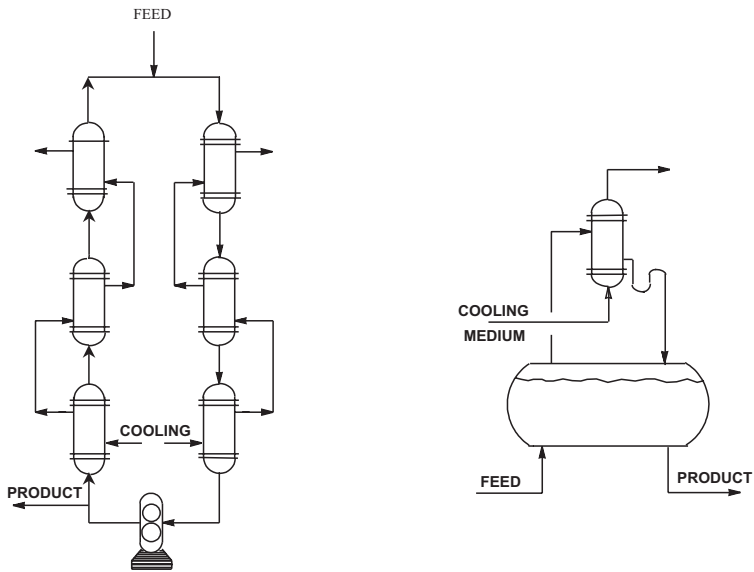 FEED
COOLING
PRODUCT
COOLING
MEDIUM
FEED
PRODUCT